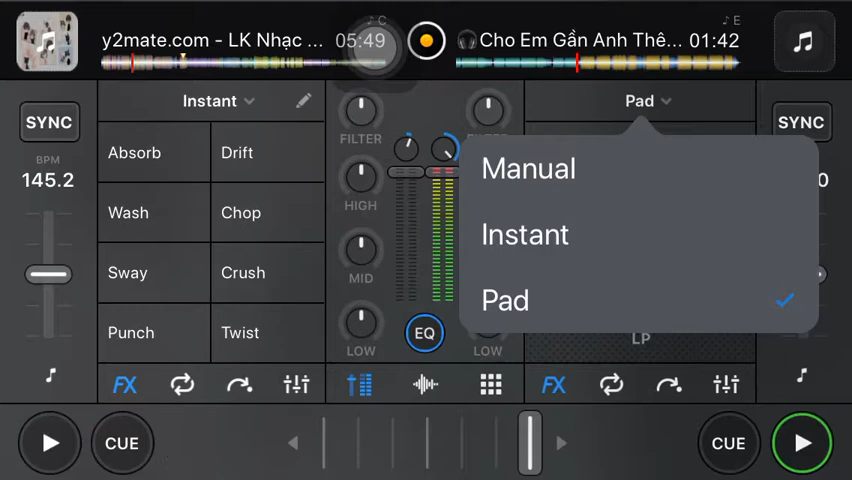 ♪ C
♪ E
y2mate.com - LK Nhạc ...
05:49
Cho Em Gần Anh Thê...
01:42
SYNC
Instant
FILTER
Pad
SYNC
BPM
145.2
Absorb
Drift
Wash
Chop
HIGH
Sway
Crush
MID
Punch
Twist
EQ
LOW
LOW
Manual
Instant
Pad
0
LP
FX
FX
CUE
CUE